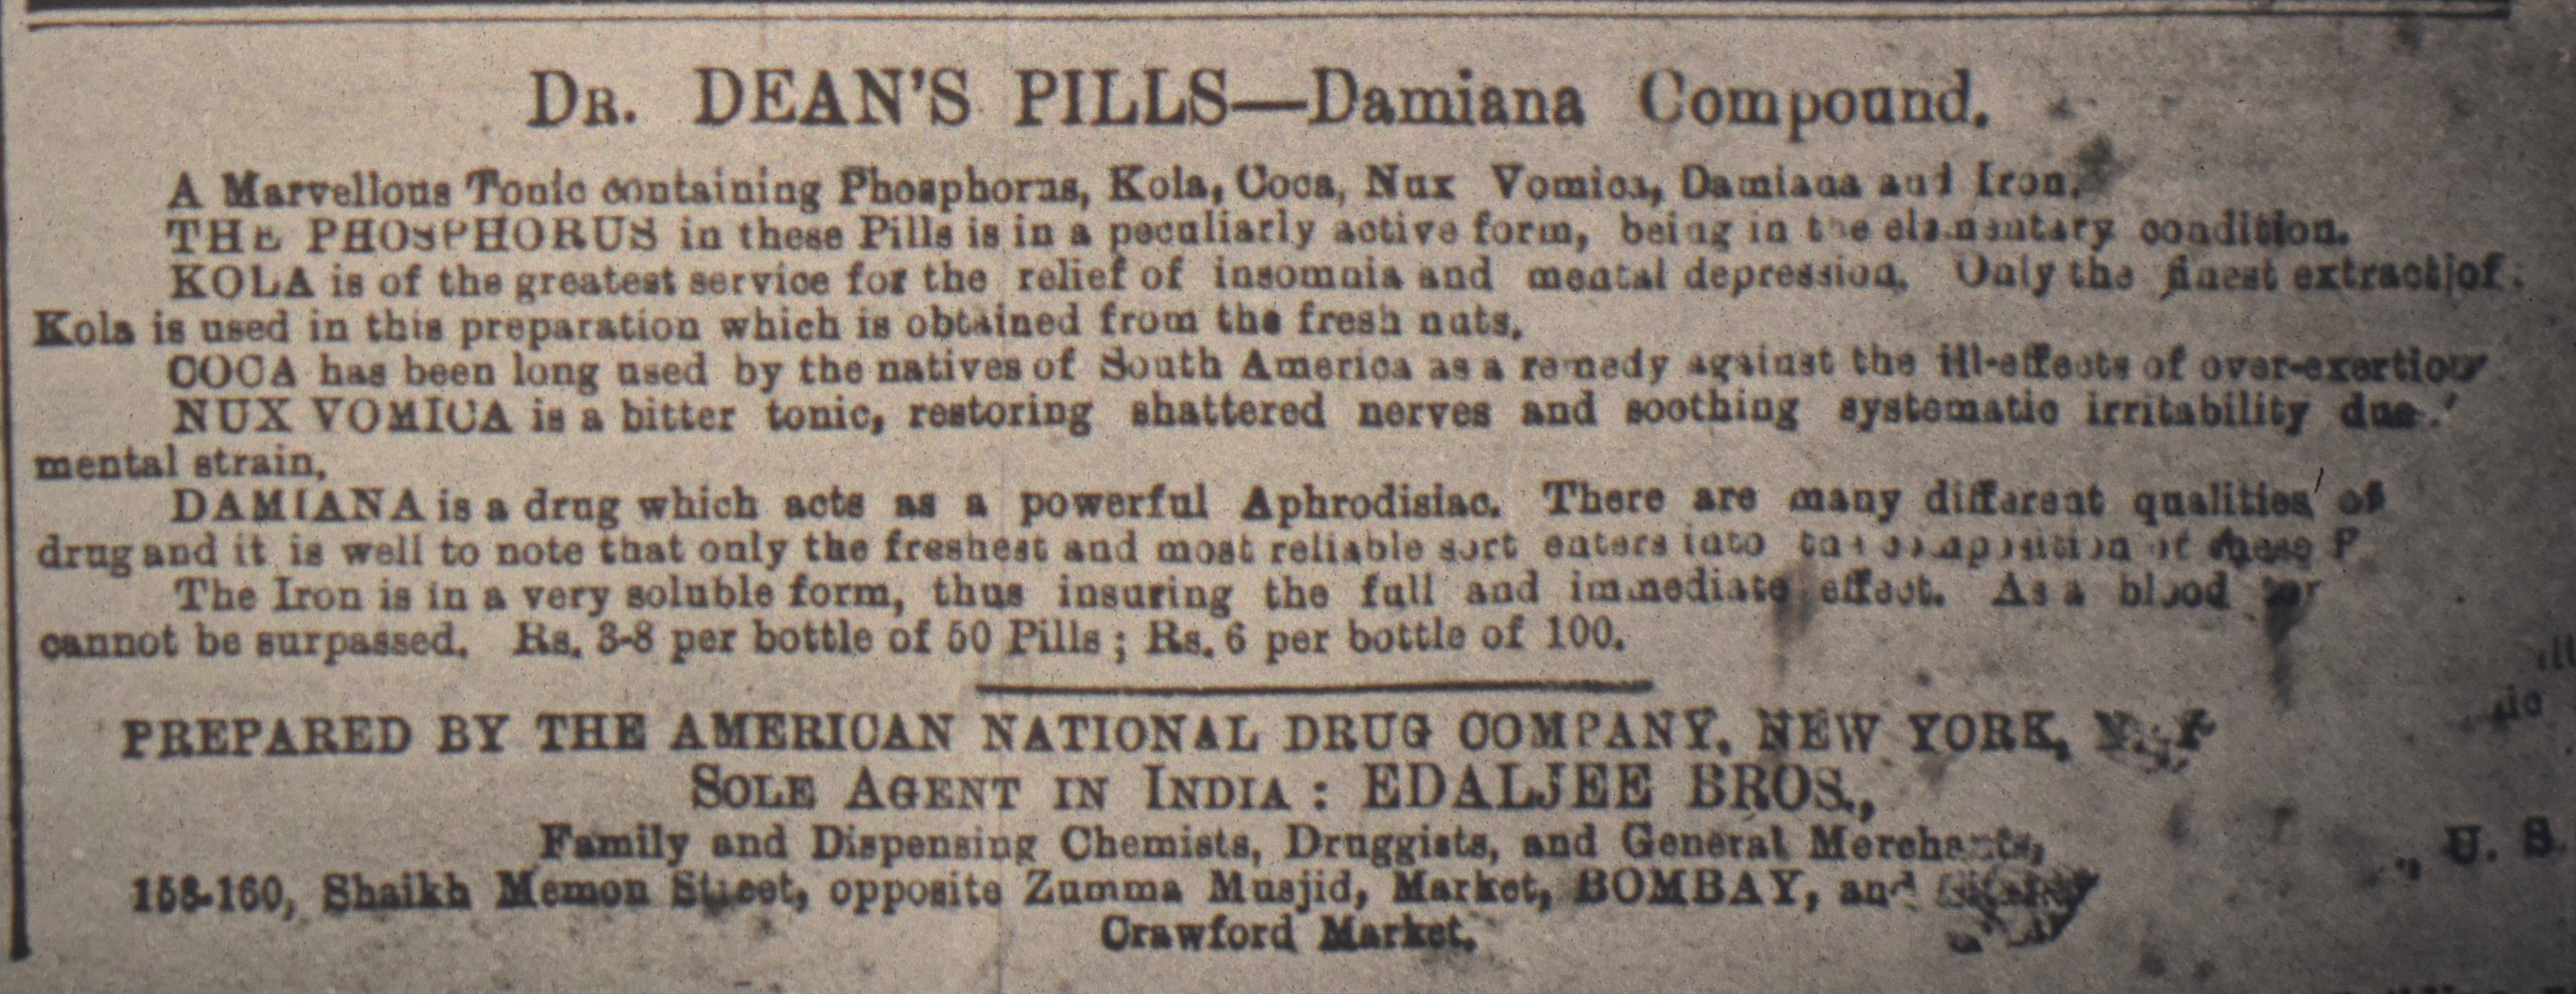 DR. DEAN'S PILLS—Damiana Compound.
A Marvellous Tonic containing Phosphorus, Kola, Coca, Nux Vomica, Damiana and Iron.
THE PHOSPHORUS in these Pills is in a peculiarly active form, being in the elementary condition.
KOLA is of the greatest service for the relief of insomnia and mental depression. Only the finest extract of
Kola is used in this preparation which is obtained from the fresh nuts.
COCA has been long used by the natives of South America as a remedy against the ill-effects of over-exertion
NUX VOMICA is a bitter tonic, restoring shattered nerves and soothing systematic irritability due
mental strain.
DAMIANA is a drug which acts as a powerful Aphrodisiac. There are many different qualities of
drug and it is well to note that only the freshest and most reliable sort enters into the composition of these
The Iron is in a very soluble form, thus insuring the full and immediate effect. As a blood
cannot be surpassed. Rs. 3-8 per bottle of 50 Pills; Rs. 6 per bottle of 100.
PREPARED BY THE AMERICAN NATIONAL DRUG COMPANY, NEW YORK,
SOLE AGENT IN INDIA: EDALJEE BROS.,
Family and Dispensing Chemists, Druggists, and General Merchants,
U. S.
158-160, Shaikh Memon Street, opposite Zumma Musjid, Market, BOMBAY, and
Crawford Market.